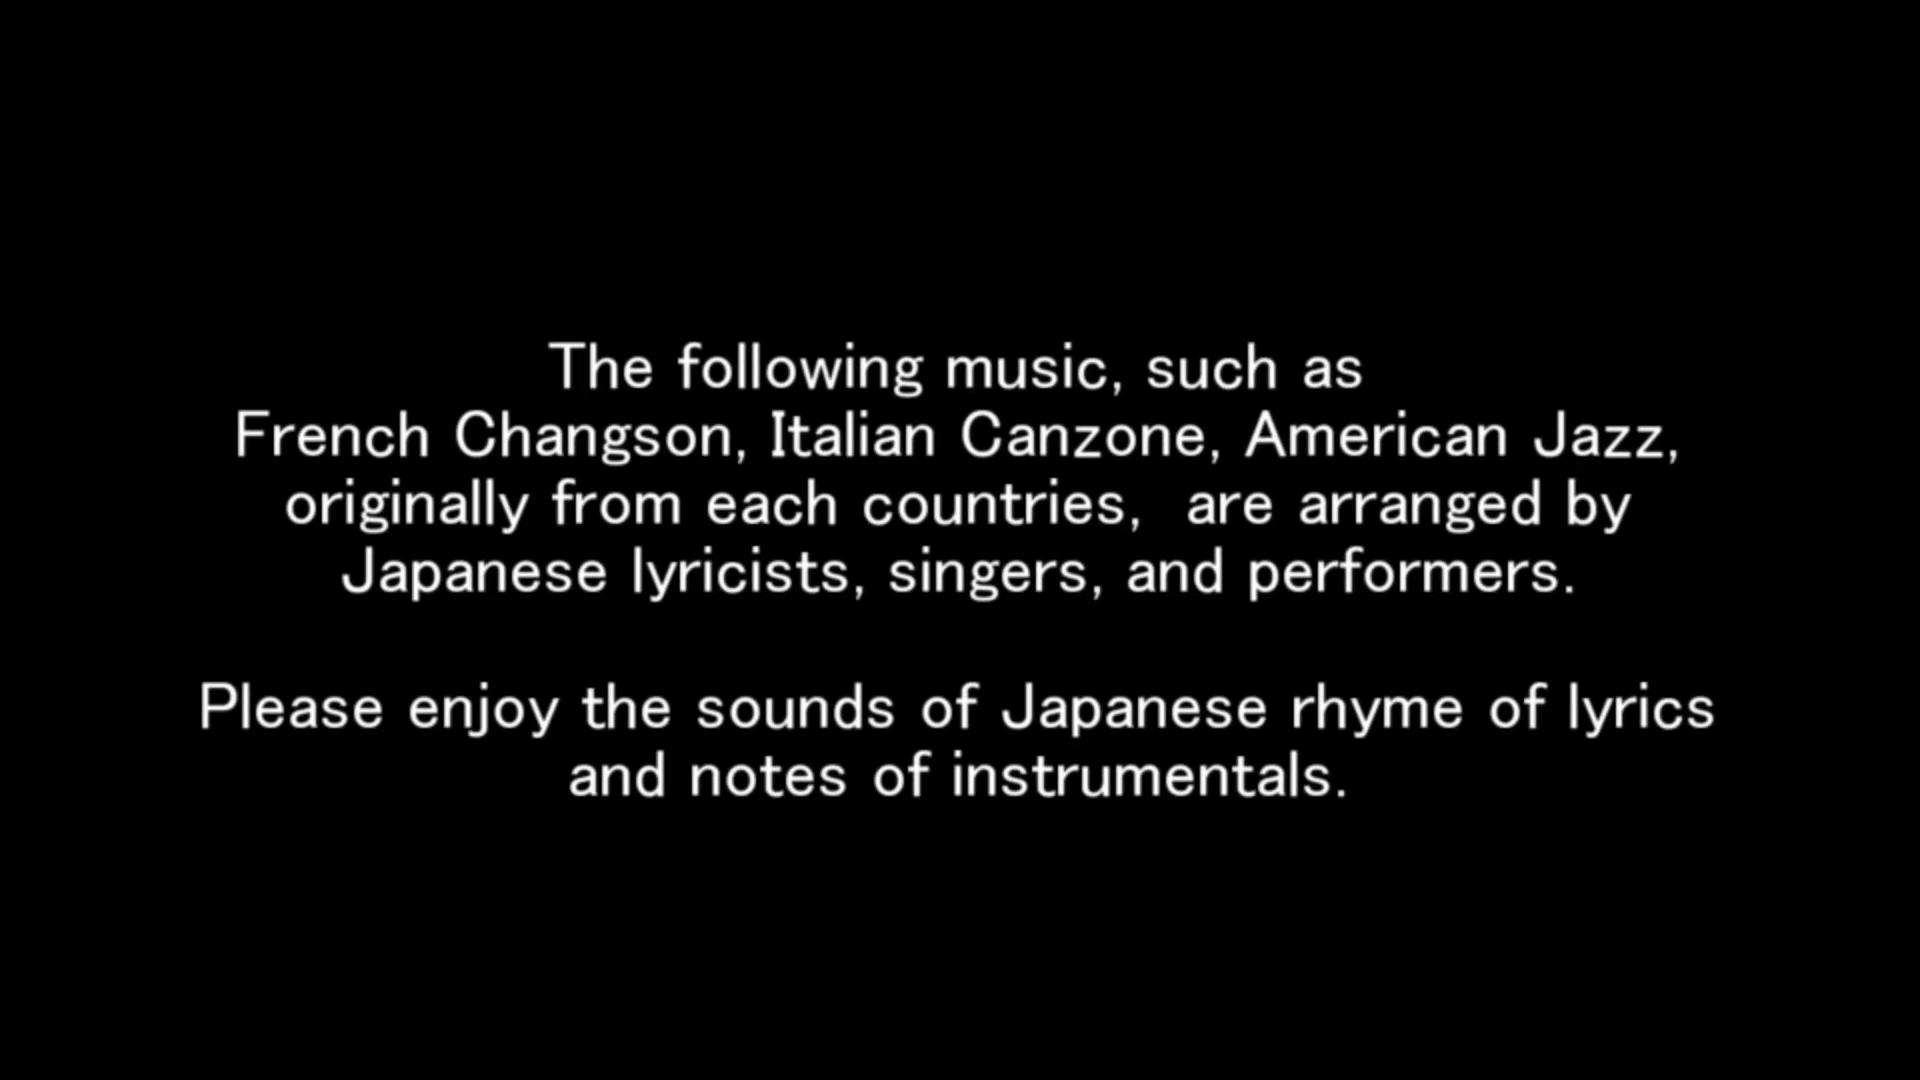 The following music, such as
French Changson, Italian Canzone, American Jazz,
originally from each countries,  are arranged by
Japanese lyricists, singers, and performers.
Please enjoy the sounds of Japanese rhyme of lyrics
and notes of instrumentals.